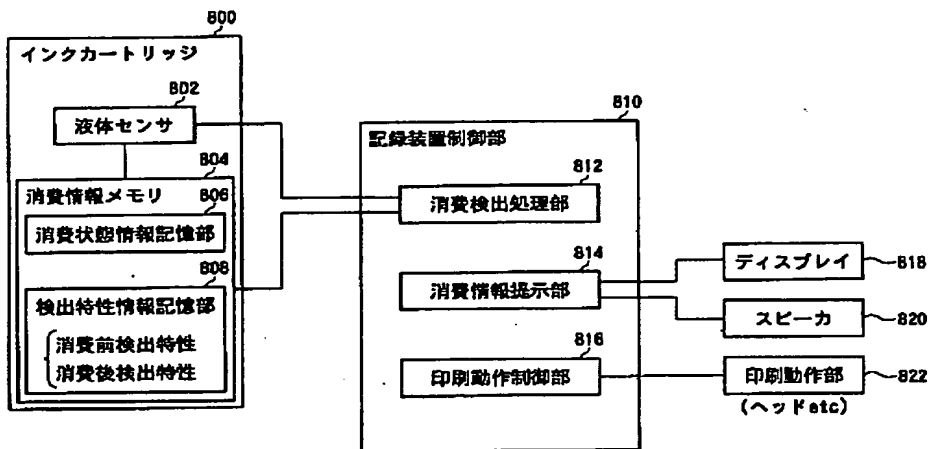 800
インクカートリッジ
802
液体センサ
804
消費情報メモリ
806
消費状態情報記憶部
808
検出特性情報記憶部
消費前検出特性
消費後検出特性
810
記録装置制御部
812
消費検出処理部
814
消費情報提示部
816
印刷動作制御部
ディスプレイ
818
スピーカ
820
印刷動作部
822
(ヘッドetc)